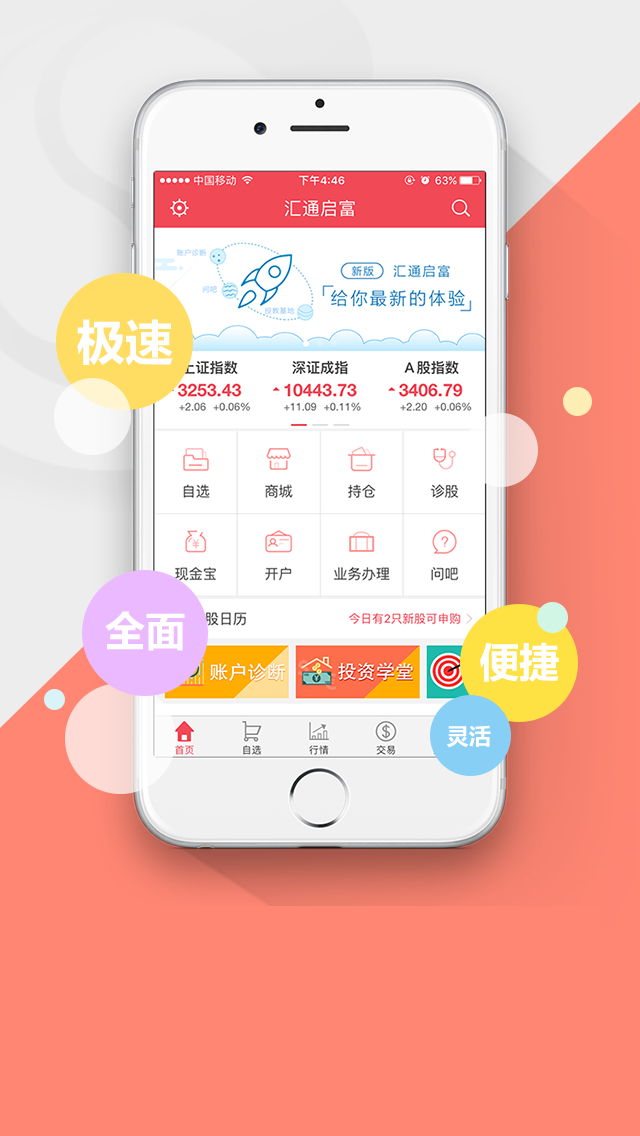 中国移动 下午4:46 63%
汇通启富
账户诊断
问吧
投教基地
新版 汇通启富
「给你最新的体验」
极速
上证指数 深证成指 A股指数
3253.43 10443.73 3406.79
+2.06 +0.06% +11.09 +0.11% +2.20 +0.06%
自选 商城 持仓 诊股
现金宝 开户 业务办理 问吧
股日历 今日有2只新股可申购
全面
账户诊断 投资学堂
便捷
灵活
首页 自选 行情 交易